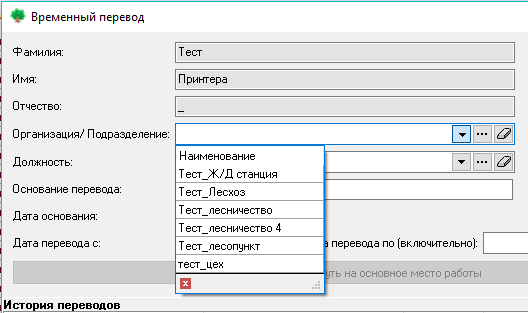 Временный перевод
Фамилия: Тест
Имя: Принтера
Отчество: _
Организация/ Подразделение:
Наименование
Тест_Ж/Д станция
Тест_Лесхоз
Тест_лесничество
Тест_лесничество 4
Тест_лесопункт
тест_цех
Должность:
Основание перевода:
Дата основания:
Дата перевода с: перевода по (включительно):
на основное место работы
История переводов